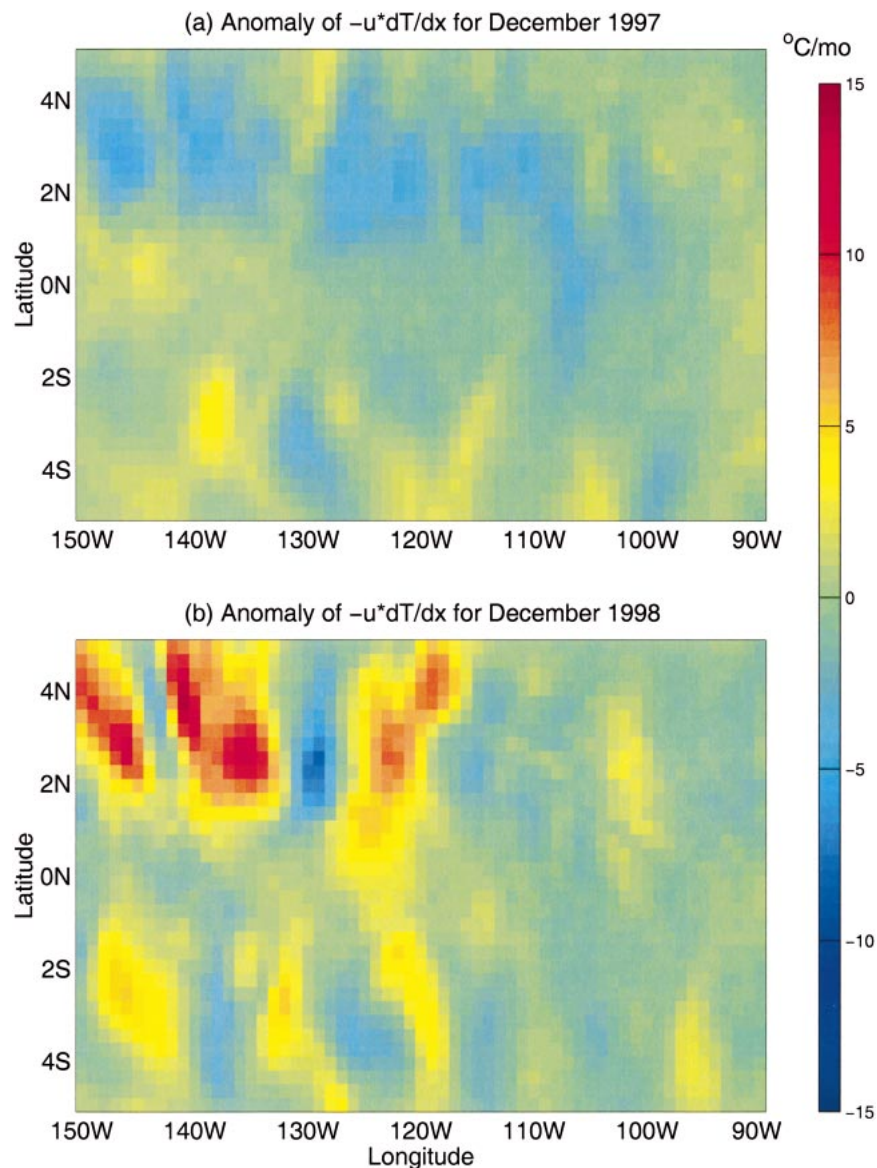 (a) Anomaly of −u*dT/dx for December 1997
°C/mo
4N
2N
0N
2S
4S
Latitude
150W 140W 130W 120W 110W 100W 90W
(b) Anomaly of −u*dT/dx for December 1998
4N
2N
0N
2S
4S
Latitude
150W 140W 130W 120W 110W 100W 90W
Longitude
15
10
5
0
−5
−10
−15